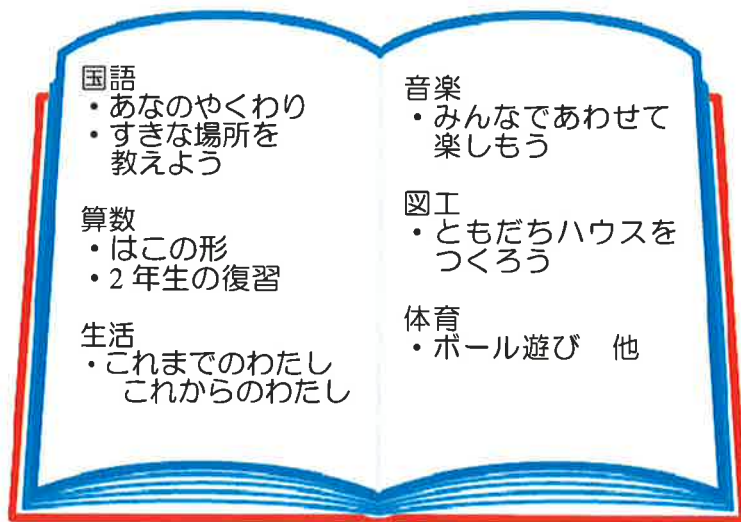 国語
・あなのやくわり
・すきな場所を
教えよう
算数
・はこの形
・2年生の復習
生活
・これまでのわたし
これからのわたし
音楽
・みんなであわせて
楽しもう
図工
・ともだちハウスを
つくろう
体育
・ボール遊び　他